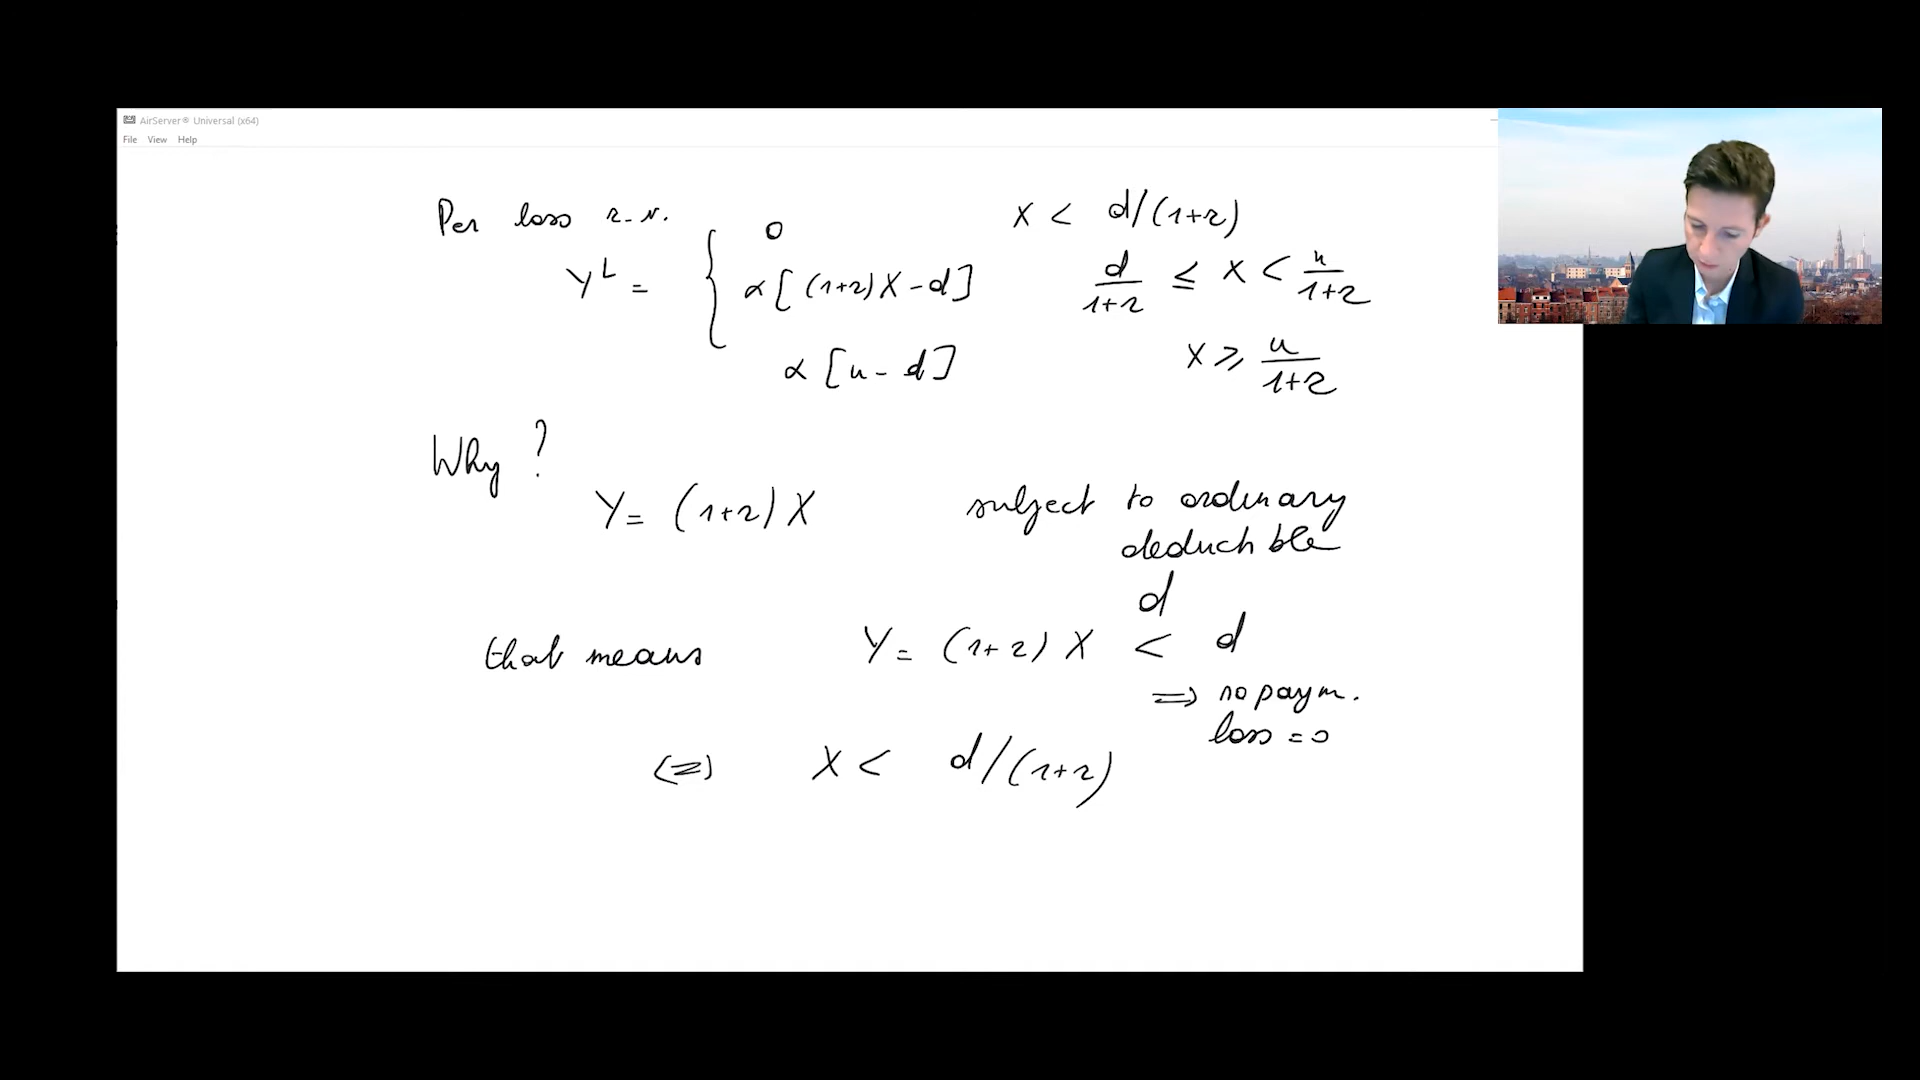 AirServer® Universal (x64)
File View Help
Per loss r.v.
0 X < d/(1+r)
Y^L = { α[(1+r)X-d] d/(1+r) ≤ X < u/(1+r)
α[u-d] X ≥ u/(1+r)
Why ?
Y = (1+r) X subject to ordinary
deductible
d
that means Y = (1+r) X < d
=> no paym.
loss = 0
<=> X < d/(1+r)